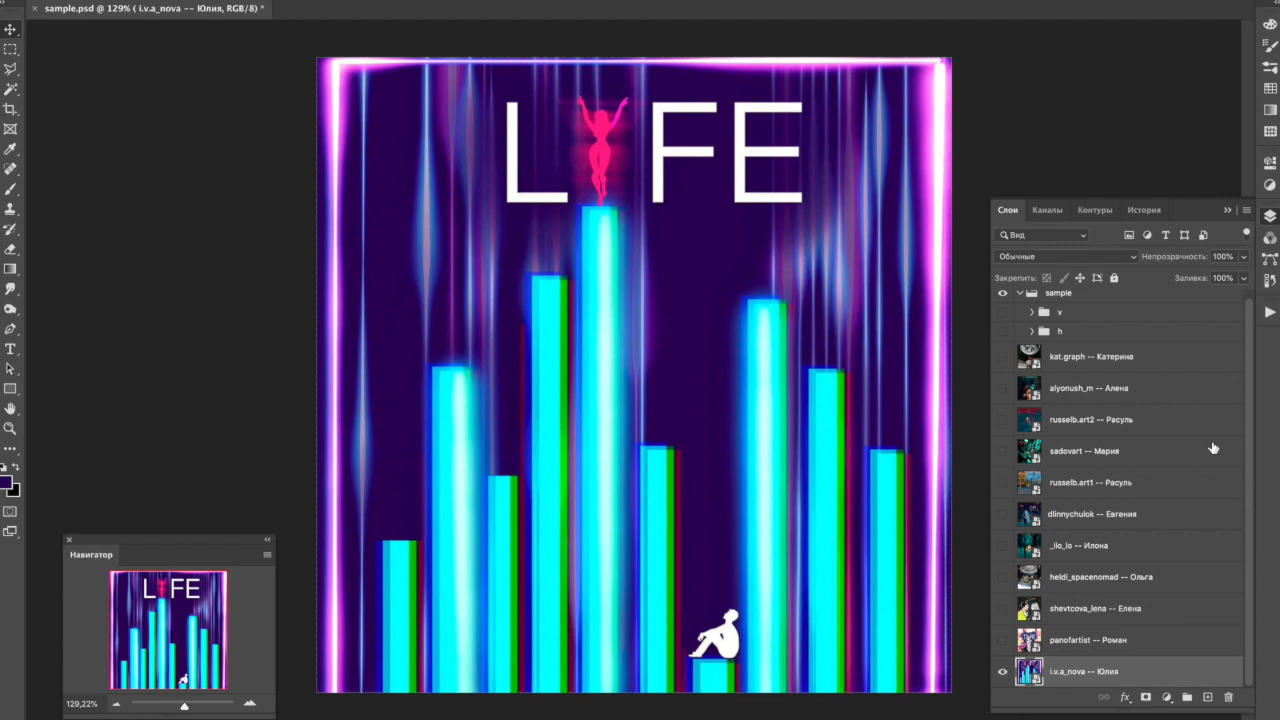 sample.psd @ 129% ( i.v.a_nova -- Юлия, RGB/8) *
L FE
Слои Каналы Контуры История
Вид
Обычные Непрозрачность: 100%
Закрепить: Заливка: 100%
sample
v
h
kat.graph -- Катерина
alyonush_m -- Алена
russelb.art2 -- Расуль
sadovart -- Мария
russelb.art1 -- Расуль
dlinnychulok -- Евгения
_ilo_lo -- Илона
heldi_spacenomad -- Ольга
shevtcova_lena -- Елена
panofartist -- Роман
i.v.a_nova -- Юлия
Навигатор
L FE
129,22%